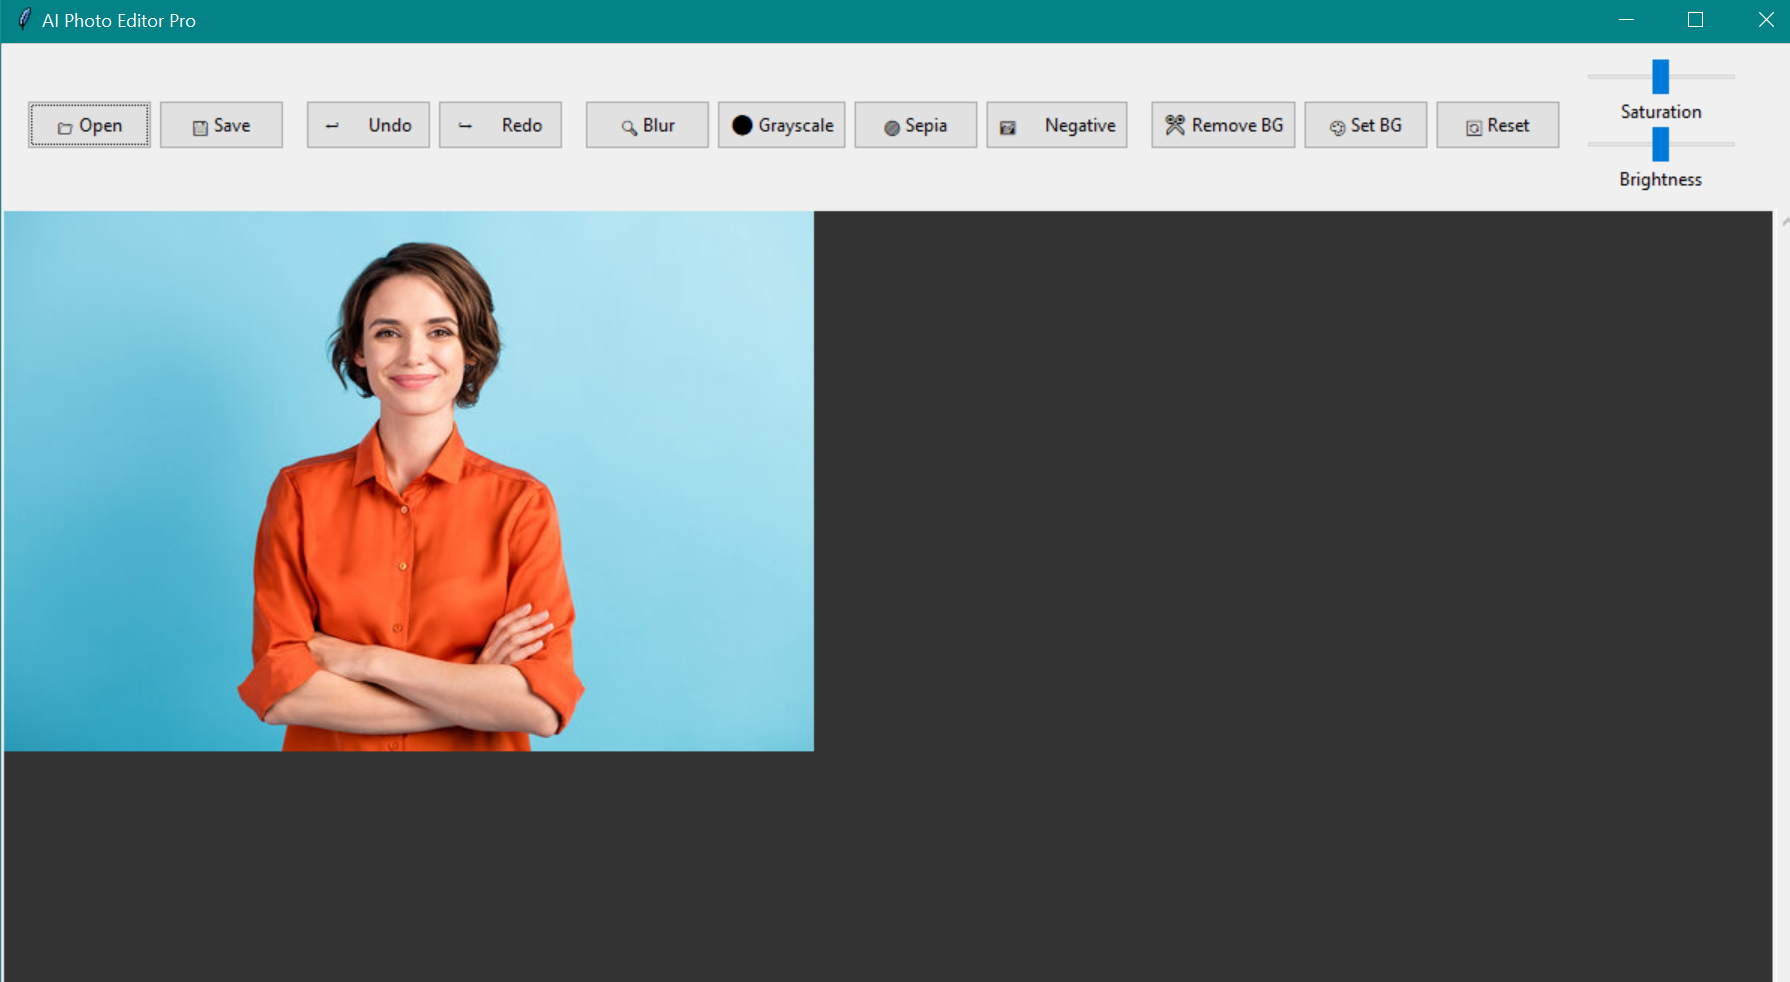 AI Photo Editor Pro
Open Save Undo Redo Blur Grayscale Sepia Negative Remove BG Set BG Reset
Saturation
Brightness